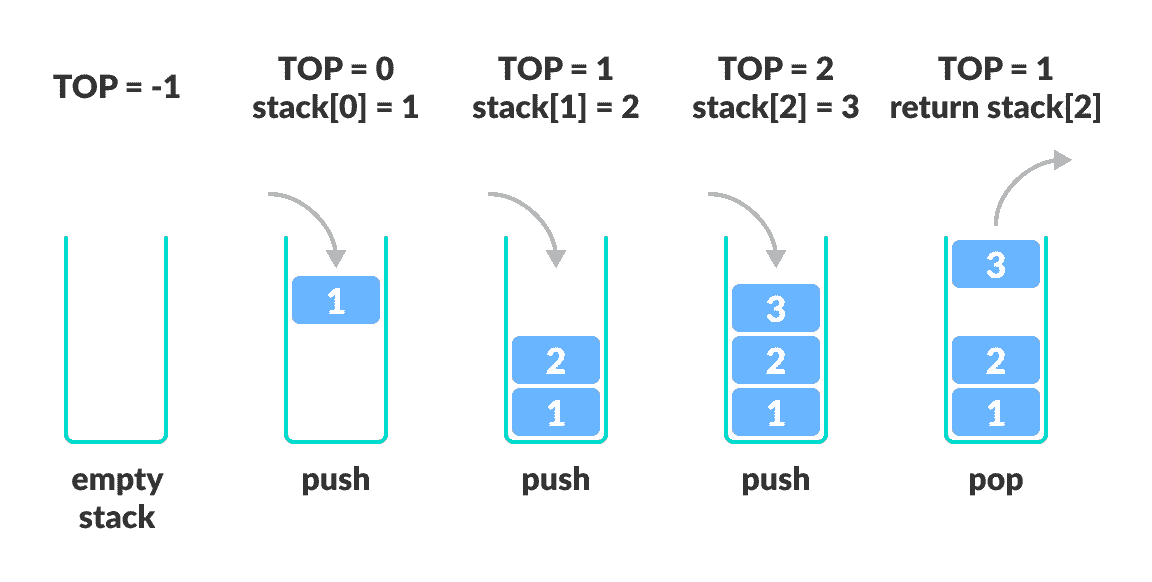 TOP = -1
TOP = 0
stack[0] = 1
TOP = 1
stack[1] = 2
TOP = 2
stack[2] = 3
TOP = 1
return stack[2]
1
2
1
3
2
1
3
2
1
empty
stack
push
push
push
pop